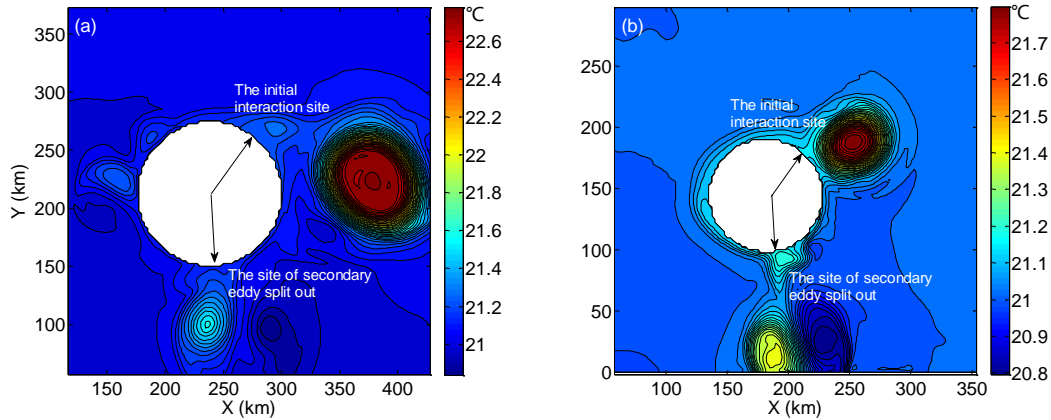 (a)
°C
350
300
250
200
150
100
Y (km)
150
200
250
300
350
400
X (km)
The initial
interaction site
The site of secondary
eddy split out
22.6
22.4
22.2
22
21.8
21.6
21.4
21.2
21
(b)
°C
250
200
150
100
50
0
100
150
200
250
300
350
X (km)
The initial
interaction site
The site of secondary
eddy split out
21.7
21.6
21.5
21.4
21.3
21.2
21.1
21
20.9
20.8